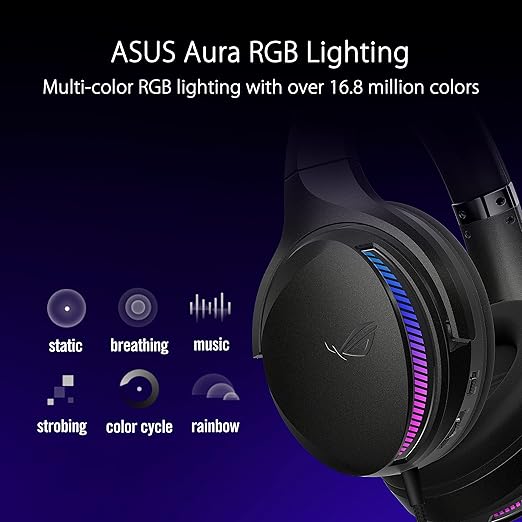 ASUS Aura RGB Lighting
Multi-color RGB lighting with over 16.8 million colors
static breathing music
strobing color cycle rainbow